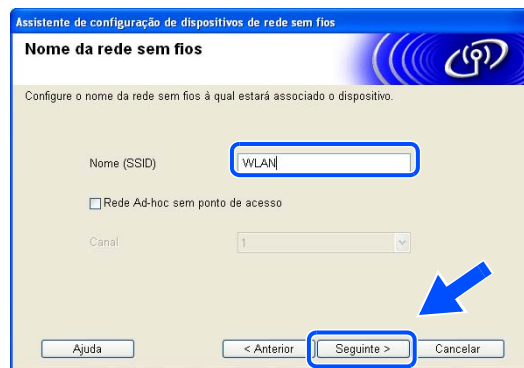 Assistente de configuração de dispositivos de rede sem fios
Nome da rede sem fios
Configure o nome da rede sem fios à qual estará associado o dispositivo.
Nome (SSID)
WLAN
Rede Ad-hoc sem ponto de acesso
Canal
1
Ajuda
< Anterior
Seguinte >
Cancelar